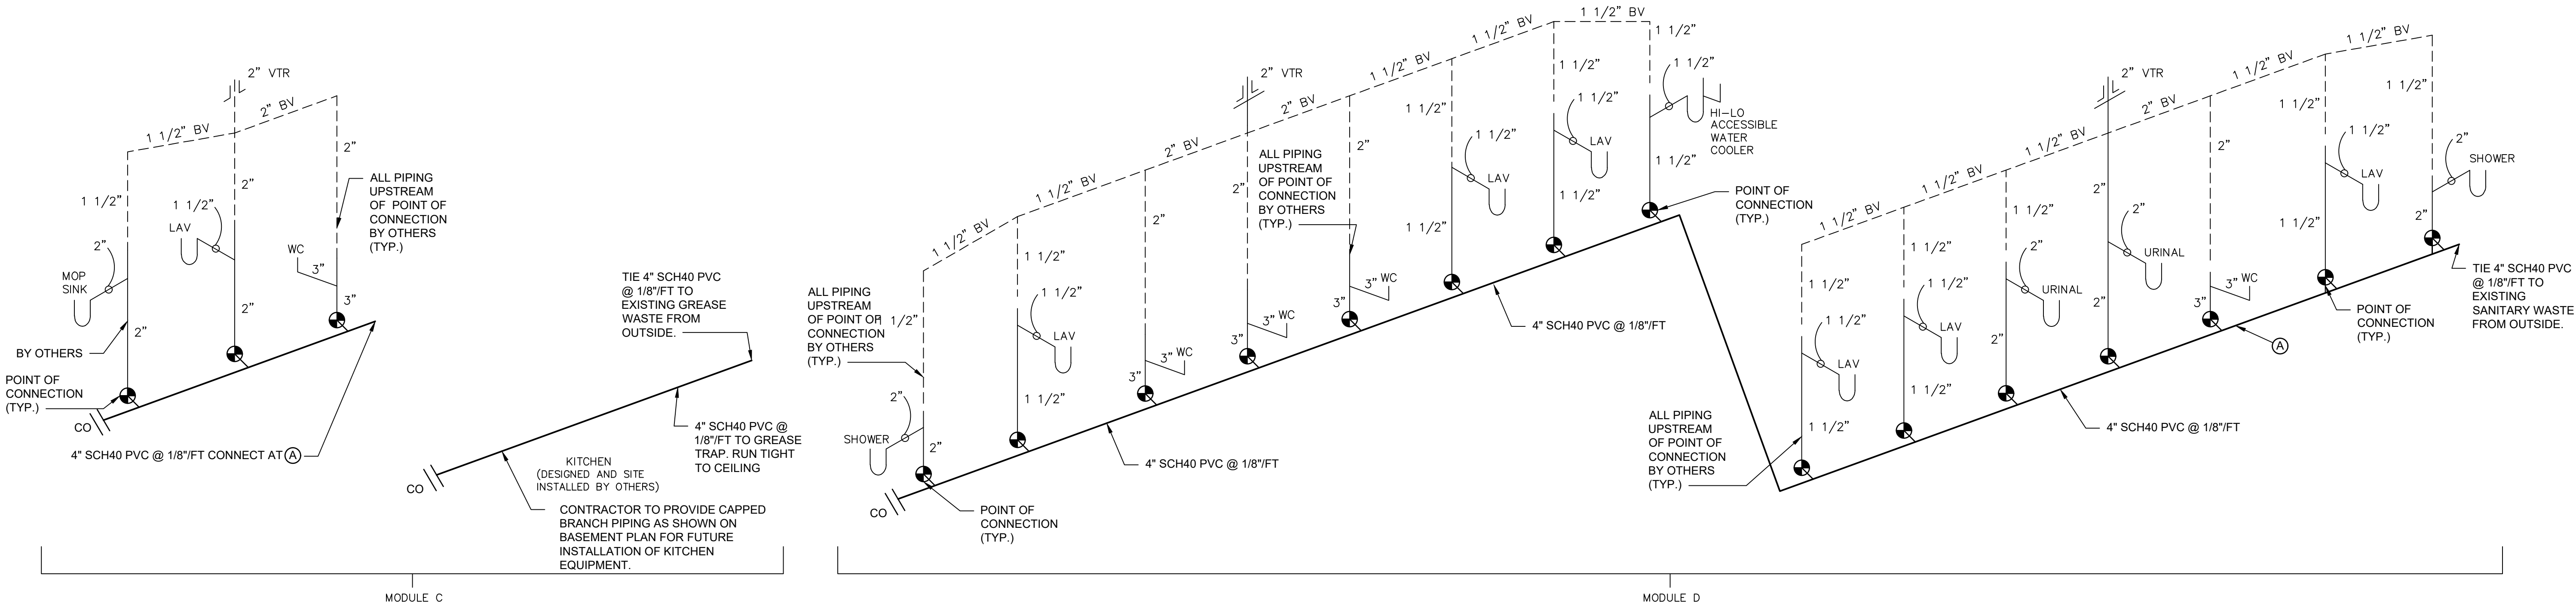 2” VTR
1 1/2” BV
2” BV
2”
ALL PIPING
UPSTREAM
OF POINT OF
CONNECTION
BY OTHERS
(TYP.)
1 1/2”
2”
1 1/2”
LAV
WC
3”
2”
MOP
SINK
2”
2”
3”
BY OTHERS
POINT OF
CONNECTION
(TYP.)
CO
4" SCH40 PVC @ 1/8"/FT CONNECT AT A
TIE 4" SCH40 PVC
@ 1/8"/FT TO
EXISTING GREASE
WASTE FROM
OUTSIDE.
4" SCH40 PVC @
1/8"/FT TO GREASE
TRAP. RUN TIGHT
TO CEILING
CO
KITCHEN
(DESIGNED AND SITE
INSTALLED BY OTHERS)
CONTRACTOR TO PROVIDE CAPPED
BRANCH PIPING AS SHOWN ON
BASEMENT PLAN FOR FUTURE
INSTALLATION OF KITCHEN
EQUIPMENT.
MODULE C
1 1/2” BV
1 1/2” BV
2” BV
2” BV
1 1/2” BV
1 1/2” BV
1 1/2” BV
2” VTR
ALL PIPING
UPSTREAM
OF POINT OF
CONNECTION
BY OTHERS
(TYP.)
ALL PIPING
UPSTREAM
OF POINT OF
CONNECTION
BY OTHERS
(TYP.)
1 1/2”
2”
SHOWER
2”
CO
POINT OF
CONNECTION
(TYP.)
1 1/2”
1 1/2”
LAV
1 1/2”
2”
3” WC
3”
2”
3” WC
3”
2”
3” WC
3”
1 1/2”
1 1/2”
LAV
1 1/2”
1 1/2”
1 1/2”
LAV
1 1/2”
1 1/2”
1 1/2”
HI-LO
ACCESSIBLE
WATER
COOLER
1 1/2”
POINT OF
CONNECTION
(TYP.)
4" SCH40 PVC @ 1/8"/FT
4" SCH40 PVC @ 1/8"/FT
1 1/2” BV
1 1/2” BV
2” BV
2” BV
1 1/2” BV
1 1/2” BV
2” VTR
1 1/2”
1 1/2”
LAV
1 1/2”
ALL PIPING
UPSTREAM
OF POINT OF
CONNECTION
BY OTHERS
(TYP.)
1 1/2”
1 1/2”
LAV
1 1/2”
1 1/2”
2”
URINAL
2”
2”
2”
URINAL
2”
2”
3” WC
3”
1 1/2”
1 1/2”
LAV
1 1/2”
1 1/2”
2”
SHOWER
2”
TIE 4" SCH40 PVC
@ 1/8"/FT TO
EXISTING
SANITARY WASTE
FROM OUTSIDE.
POINT OF
CONNECTION
(TYP.)
A
4" SCH40 PVC @ 1/8"/FT
MODULE D